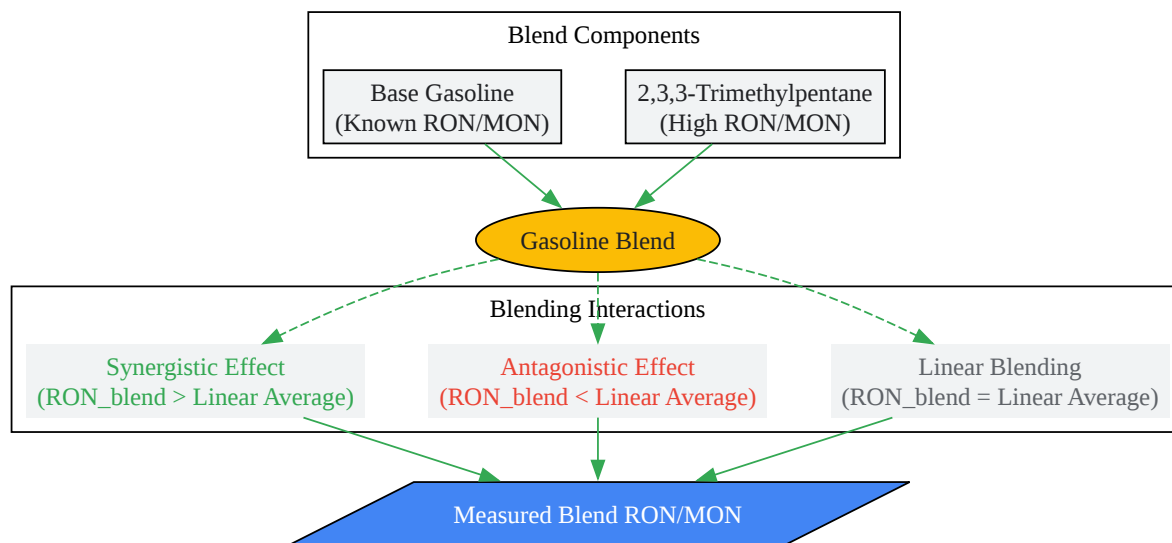 Blend Components
Base Gasoline
(Known RON/MON)
2,3,3-Trimethylpentane
(High RON/MON)
Gasoline Blend
Blending Interactions
Synergistic Effect
(RON_blend > Linear Average)
Antagonistic Effect
(RON_blend < Linear Average)
Linear Blending
(RON_blend = Linear Average)
Measured Blend RON/MON